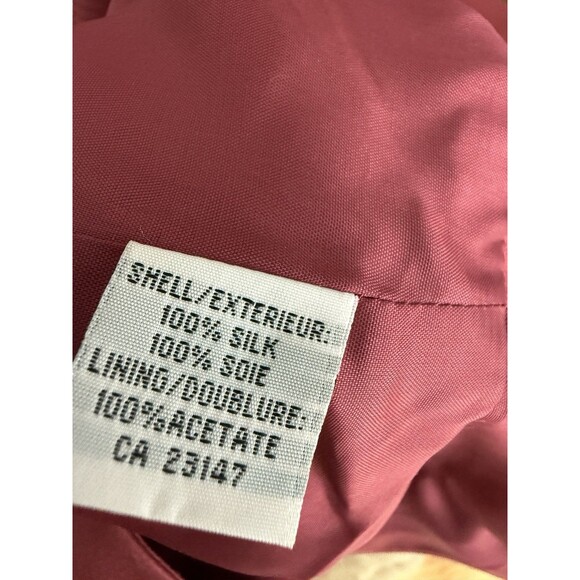 SHELL/EXTERIEUR:
100% SILK
100% SOIE
LINING/DOUBLURE:
100%ACETATE
CA 23147